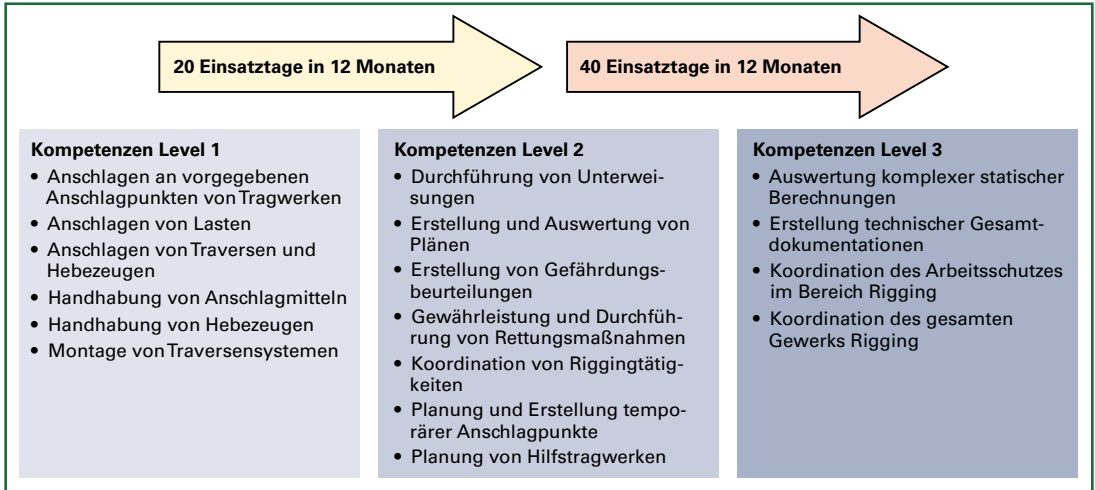 20 Einsatztage in 12 Monaten
40 Einsatztage in 12 Monaten
Kompetenzen Level 1
• Anschlagen an vorgegebenen
Anschlagpunkten von Tragwerken
• Anschlagen von Lasten
• Anschlagen von Traversen und
Hebezeugen
• Handhabung von Anschlagmitteln
• Handhabung von Hebezeugen
• Montage von Traversensystemen
Kompetenzen Level 2
• Durchführung von Unterwei-
sungen
• Erstellung und Auswertung von
Plänen
• Erstellung von Gefährdungs-
beurteilungen
• Gewährleistung und Durchfüh-
rung von Rettungsmaßnahmen
• Koordination von Riggingtätig-
keiten
• Planung und Erstellung tempo-
rärer Anschlagpunkte
• Planung von Hilfstragwerken
Kompetenzen Level 3
• Auswertung komplexer statischer
Berechnungen
• Erstellung technischer Gesamt-
dokumentationen
• Koordination des Arbeitsschutzes
im Bereich Rigging
• Koordination des gesamten
Gewerks Rigging